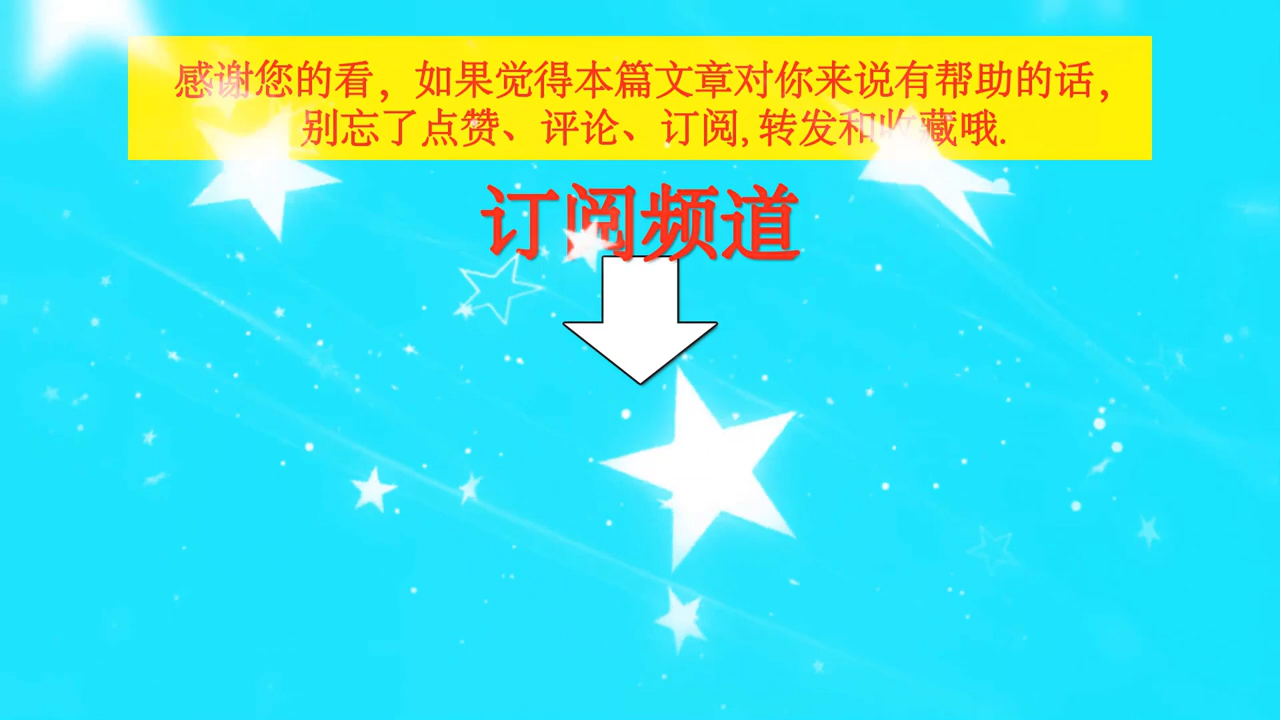 感谢您的看，如果觉得本篇文章对你来说有帮助的话，
别忘了点赞、评论、订阅,转发和收藏哦.
订阅频道